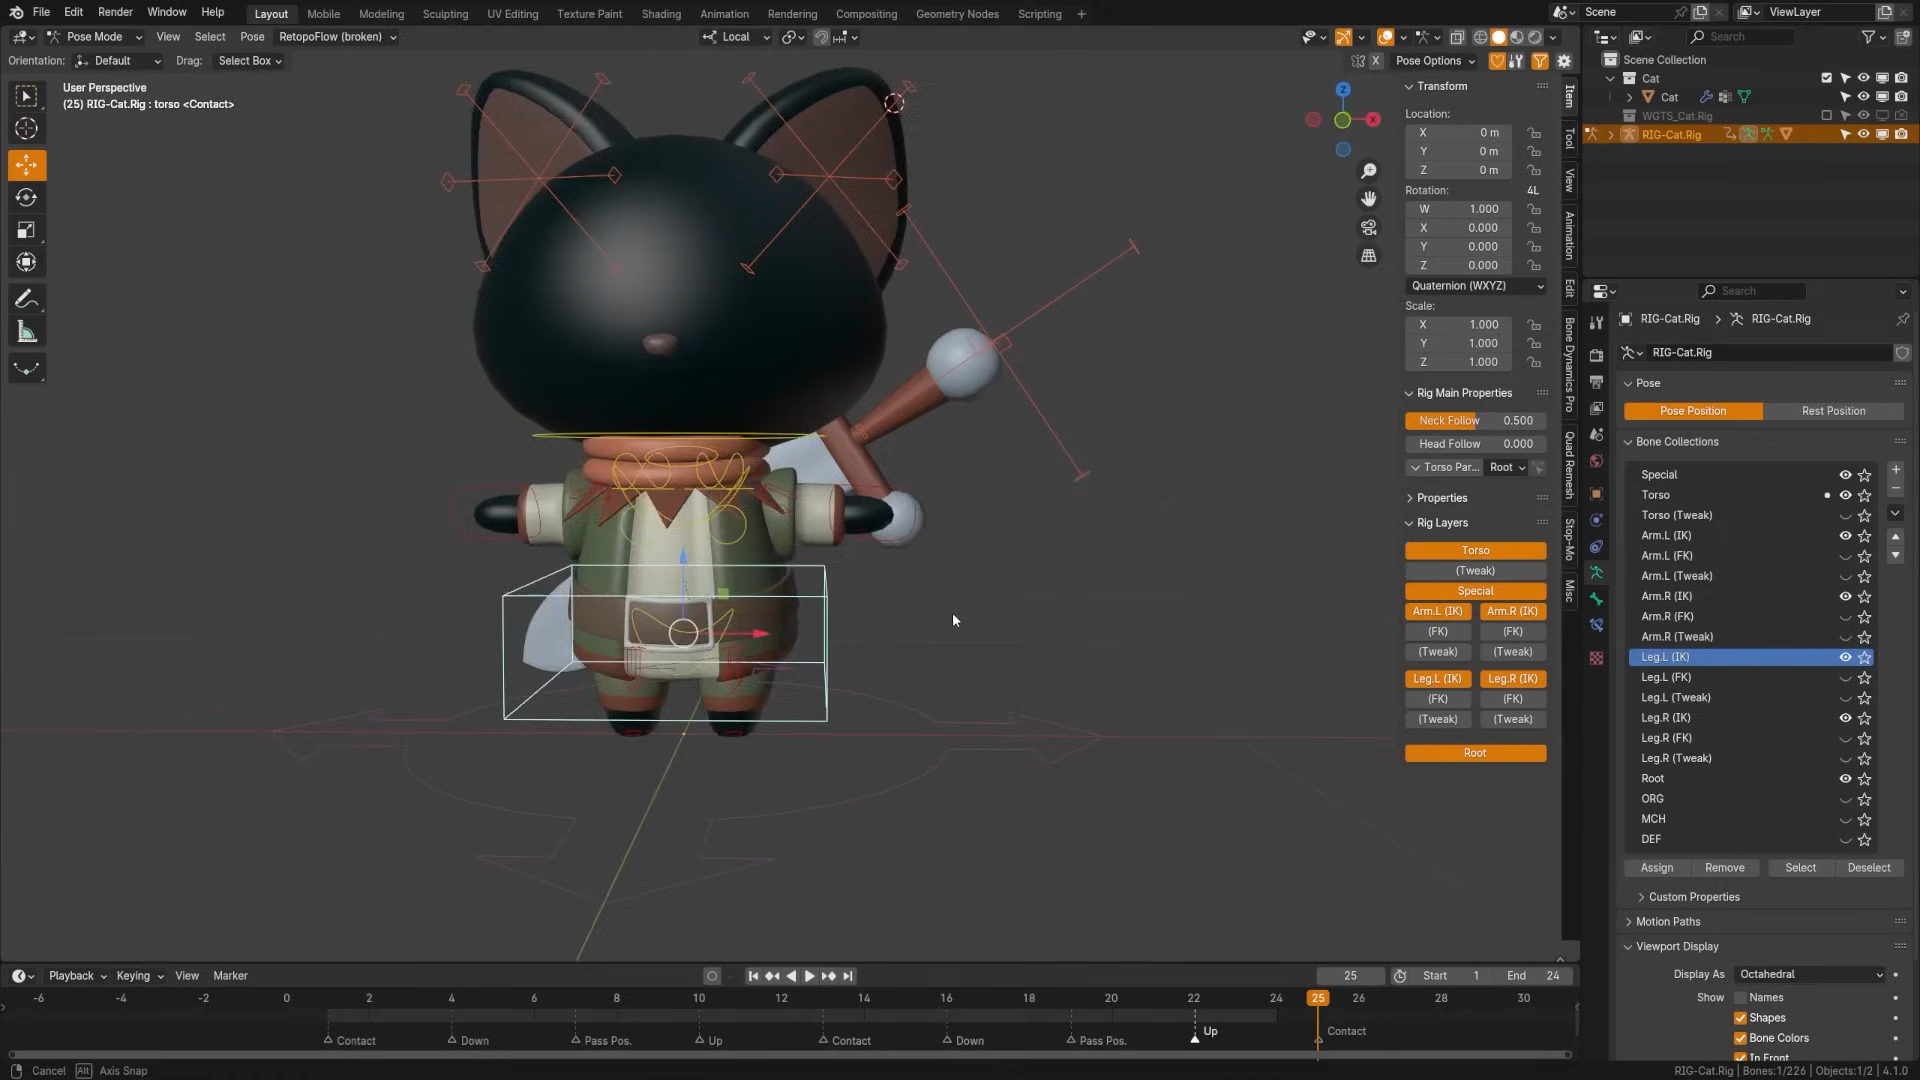 File Edit Render Window Help Layout Mobile Modeling Sculpting UV Editing Texture Paint Shading Animation Rendering Compositing Geometry Nodes Scripting + Scene ViewLayer
Pose Mode View Select Pose RetopoFlow (broken) Local Search
Orientation: Default Drag: Select Box X Pose Options
User Perspective
(25) RIG-Cat.Rig : torso <Contact>
Scene Collection
Cat
Cat
WGTS_Cat.Rig
RIG-Cat.Rig
Z
X
Transform
Location:
X 0 m
Y 0 m
Z 0 m
Rotation: 4L
W 1.000
X 0.000
Y 0.000
Z 0.000
Quaternion (WXYZ)
Scale:
X 1.000
Y 1.000
Z 1.000
Rig Main Properties
Neck Follow 0.500
Head Follow 0.000
Torso Par... Root
Properties
Rig Layers
Torso
(Tweak)
Special
Arm.L (IK) Arm.R (IK)
(FK) (FK)
(Tweak) (Tweak)
Leg.L (IK) Leg.R (IK)
(FK) (FK)
(Tweak) (Tweak)
Root
Item
Tool
View
Animation
Edit
Bone Dynamics Pro
Quad Remesh
Stop-Mo
Misc
Search
RIG-Cat.Rig > RIG-Cat.Rig
RIG-Cat.Rig
Pose
Pose Position Rest Position
Bone Collections
Special
Torso
Torso (Tweak)
Arm.L (IK)
Arm.L (FK)
Arm.L (Tweak)
Arm.R (IK)
Arm.R (FK)
Arm.R (Tweak)
Leg.L (IK)
Leg.L (FK)
Leg.L (Tweak)
Leg.R (IK)
Leg.R (FK)
Leg.R (Tweak)
Root
ORG
MCH
DEF
Assign Remove Select Deselect
Custom Properties
Motion Paths
Viewport Display
Display As Octahedral
Show Names
Shapes
Bone Colors
In Front
Playback Keying View Marker 25 Start 1 End 24
-6 -4 -2 0 2 4 6 8 10 12 14 16 18 20 22 24 25 26 28 30
Contact Down Pass Pos. Up Contact Down Pass Pos. Up Contact
Cancel Alt Axis Snap
RIG-Cat.Rig | Bones:1/226 | Objects:1/2 | 4.1.0